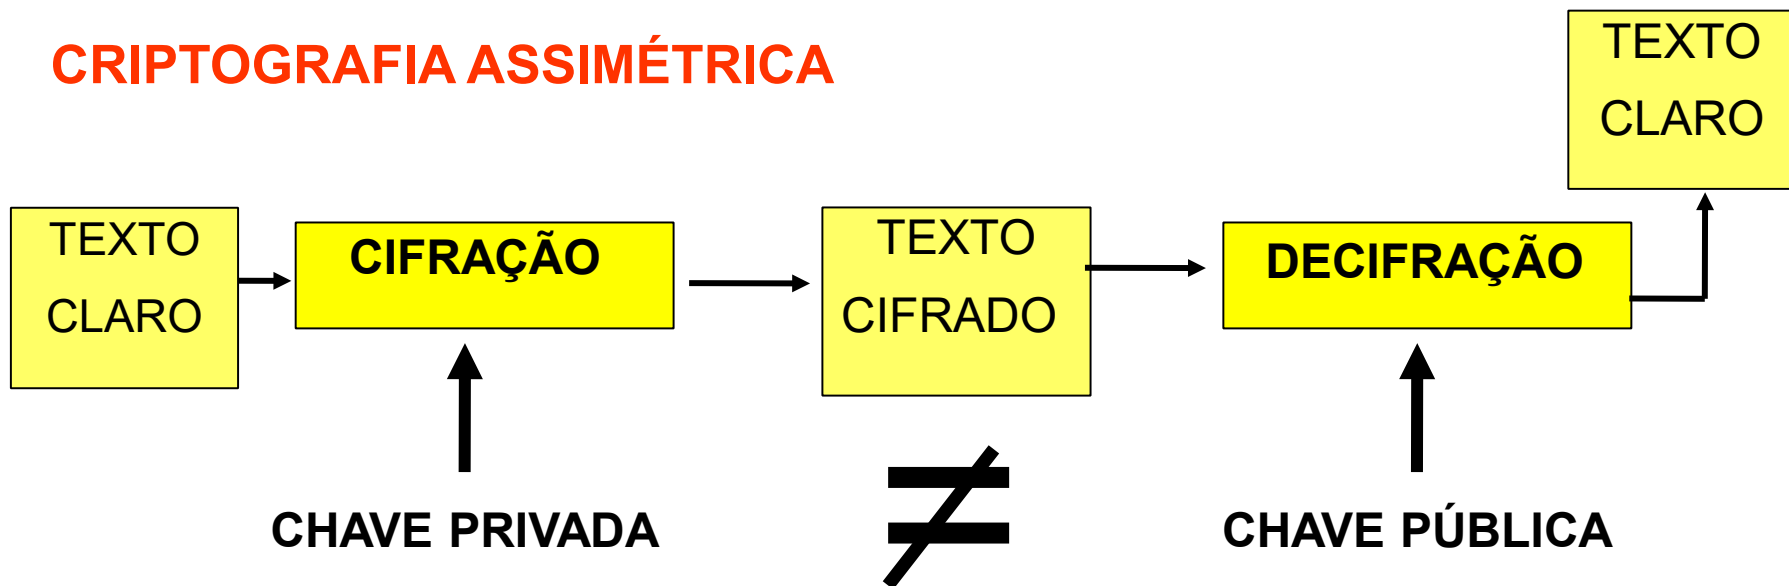 CRIPTOGRAFIA ASSIMÉTRICA
TEXTO
CLARO
CIFRAÇÃO
TEXTO
CIFRADO
DECIFRAÇÃO
TEXTO
CLARO
CHAVE PRIVADA
≠
CHAVE PÚBLICA